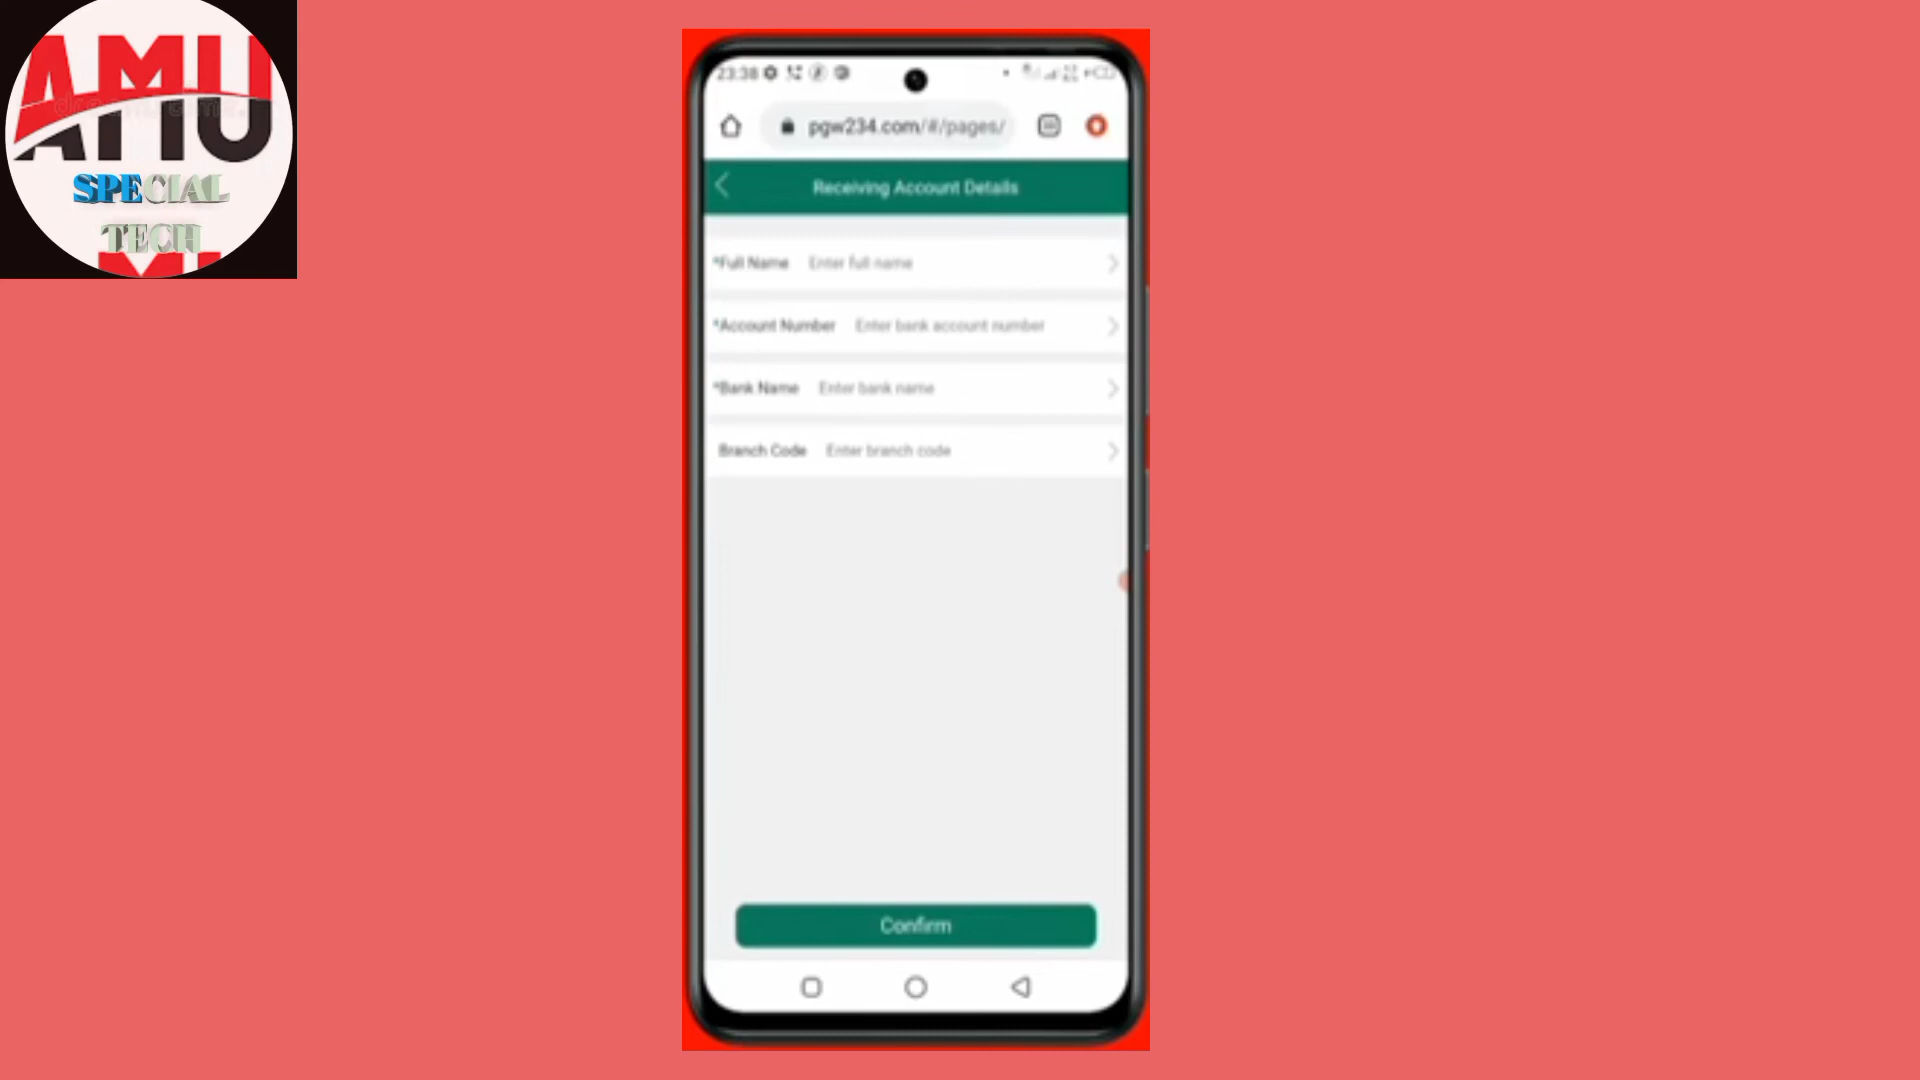 AMU
SPECIAL
TECH
23:38
pgw234.com/#/pages/
Receiving Account Details
*Full Name Enter full name
*Account Number Enter bank account number
*Bank Name Enter bank name
Branch Code Enter branch code
Confirm